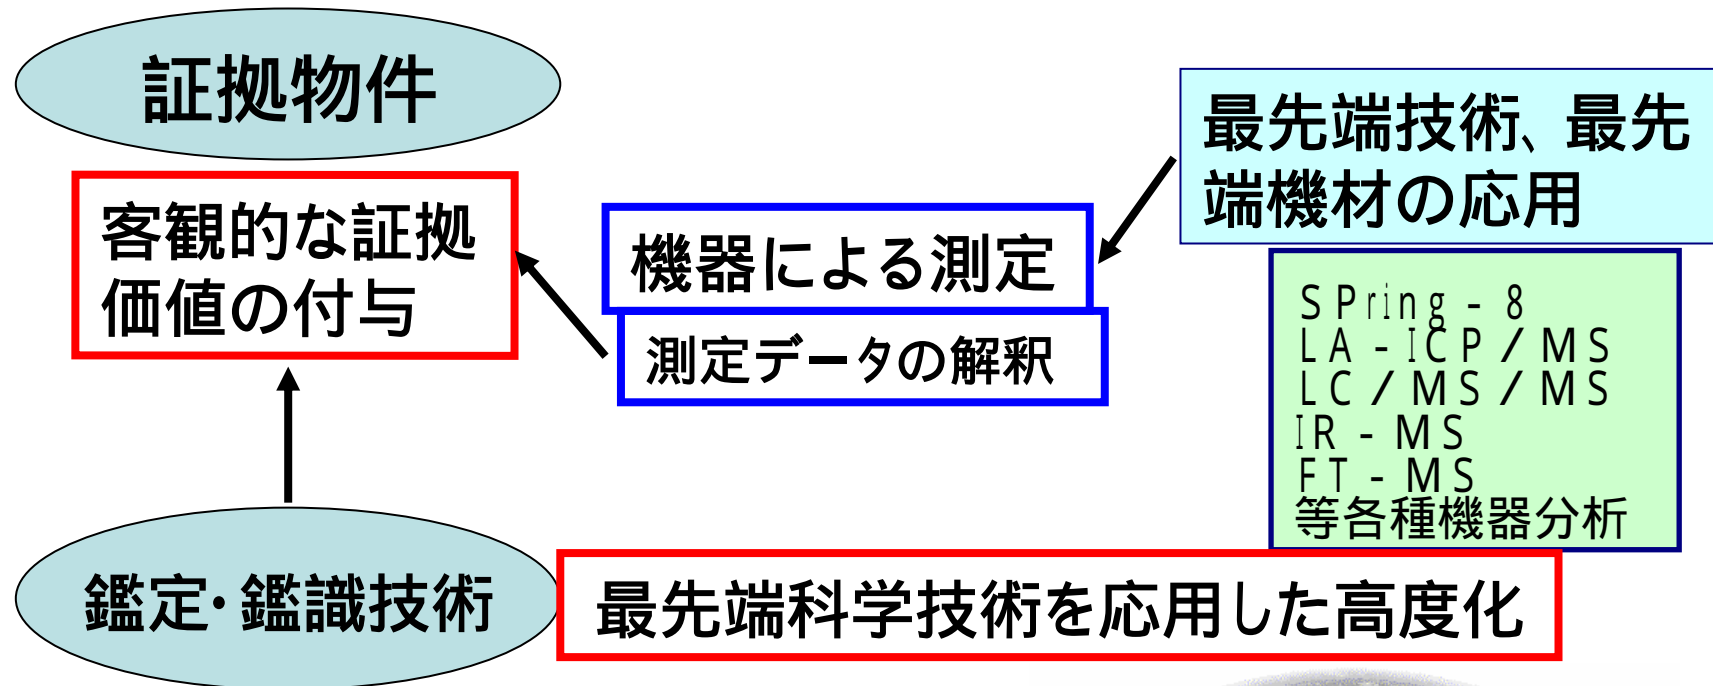 証拠物件
客観的な証拠
価値の付与
機器による測定
測定データの解釈
最先端技術、最先
端機材の応用
SPring-8
LA-ICP/MS
LC/MS/MS
IR-MS
FT-MS
等各種機器分析
鑑定・鑑識技術
最先端科学技術を応用した高度化